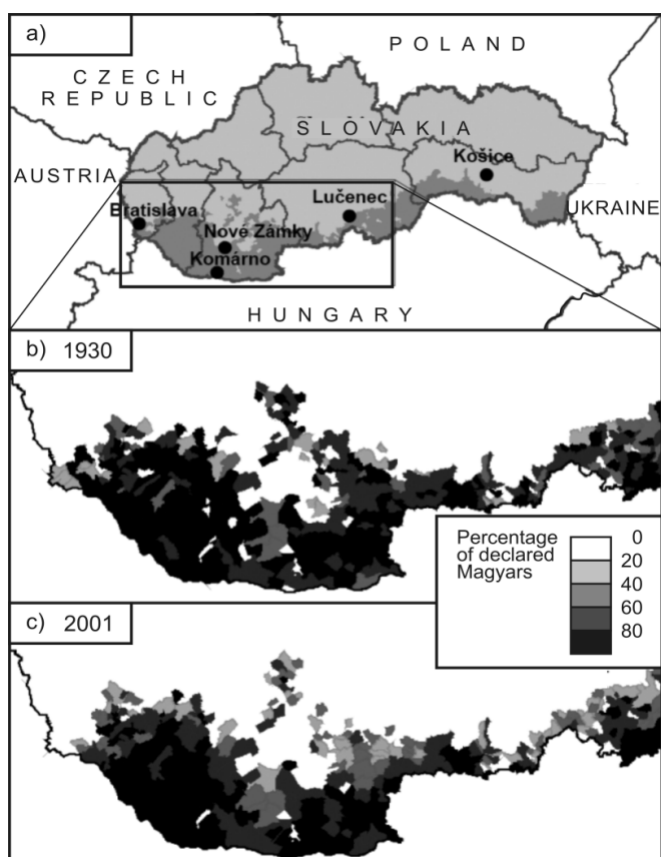 a)
POLAND
CZECH
REPUBLIC
SLOVAKIA
Košice
AUSTRIA
Lučenec
UKRAINE
Bratislava
Nové Zámky
Komárno
HUNGARY
b) 1930
Percentage
of declared
Magyars
0
20
40
60
80
c) 2001